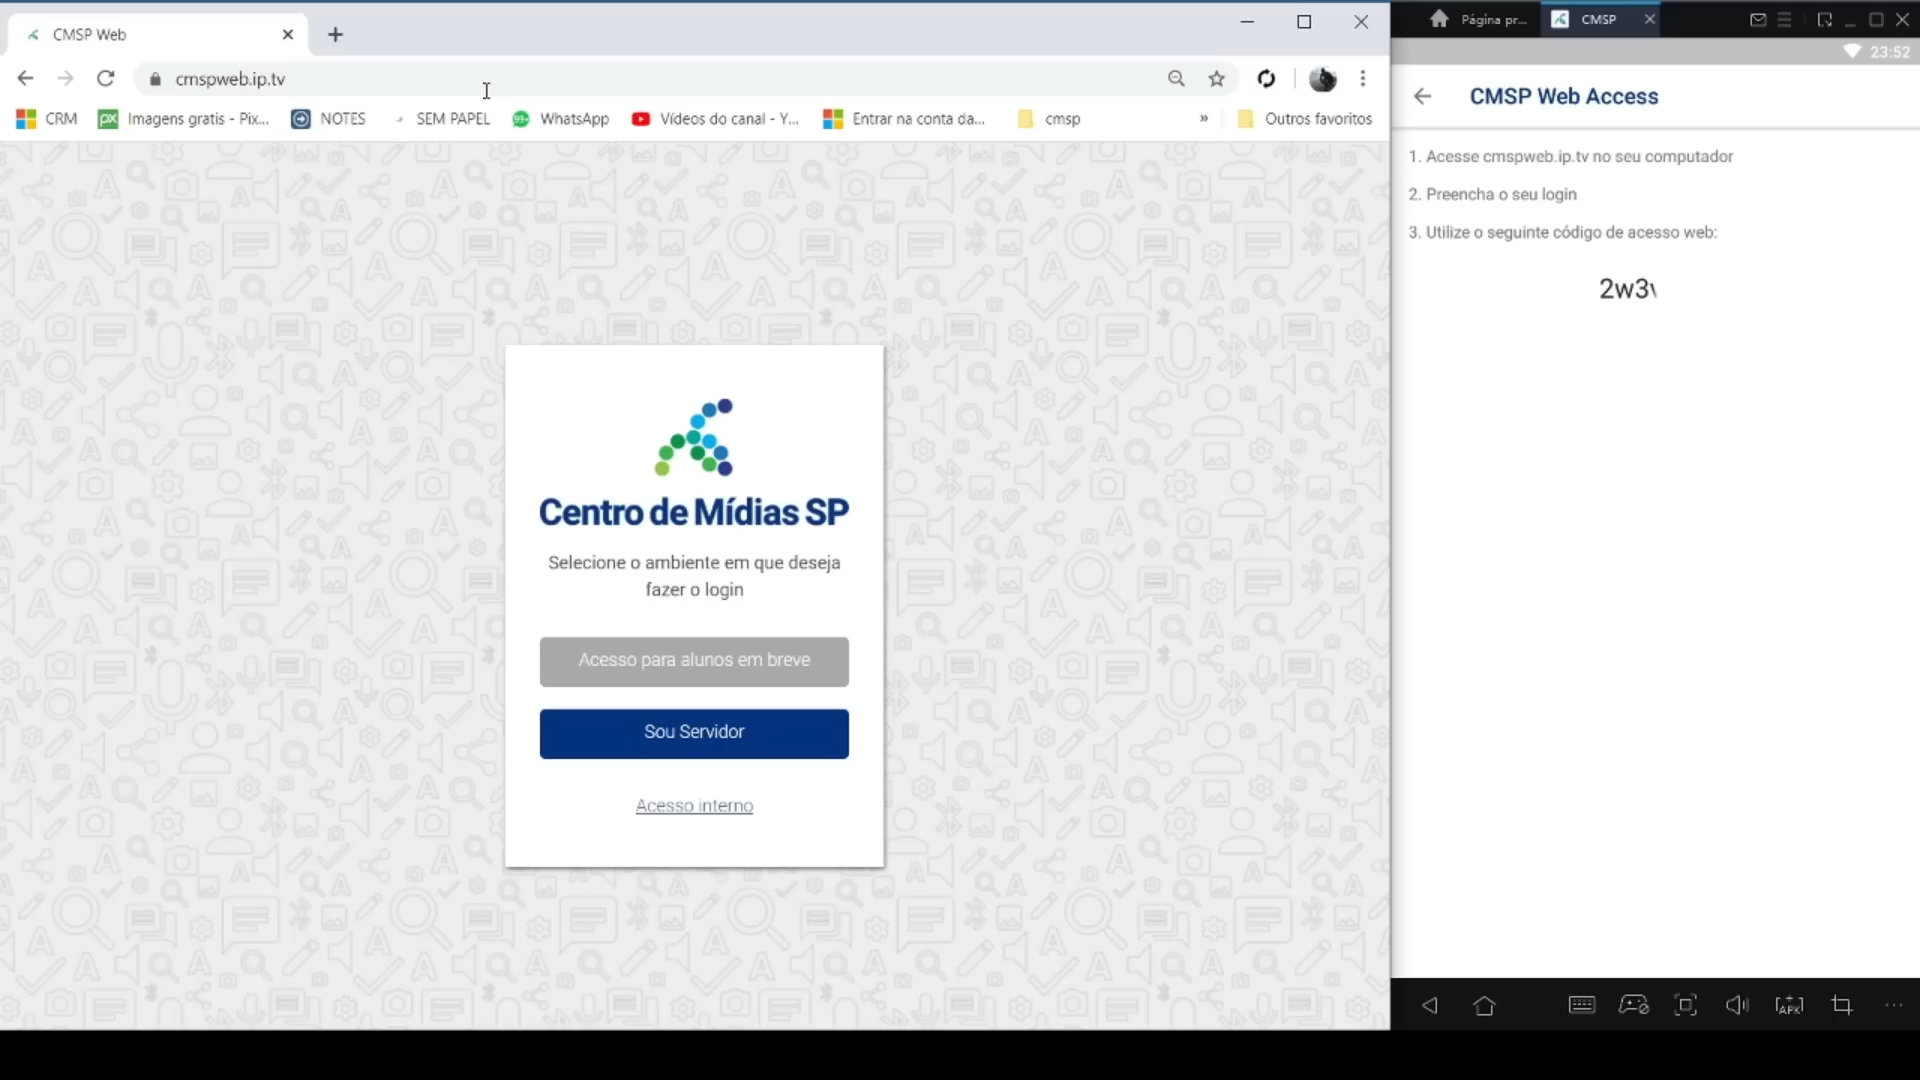 CMSP Web
cmspweb.ip.tv
CRM
Imagens gratis - Pix...
NOTES
SEM PAPEL
99+
WhatsApp
Vídeos do canal - Y...
Entrar na conta da...
cmsp
»
Outros favoritos
Centro de Mídias SP
Selecione o ambiente em que deseja
fazer o login
Acesso para alunos em breve
Sou Servidor
Acesso interno
Página pr...
CMSP
23:52
CMSP Web Access
1. Acesse cmspweb.ip.tv no seu computador
2. Preencha o seu login
3. Utilize o seguinte código de acesso web:
2w3
APK